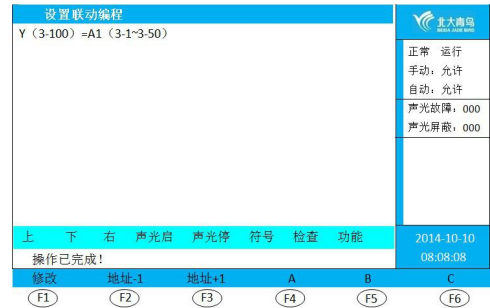 设置联动编程
Y（3-100）=A1（3-1~3-50）
北大青鸟
BEIDA JADE BIRD
正常 运行
手动：允许
自动：允许
声光故障：000
声光屏蔽：000
上 下 右 声光启 声光停 符号 检查 功能
操作已完成！
2014-10-10
08:08:08
修改 地址-1 地址+1 A B C
F1 F2 F3 F4 F5 F6